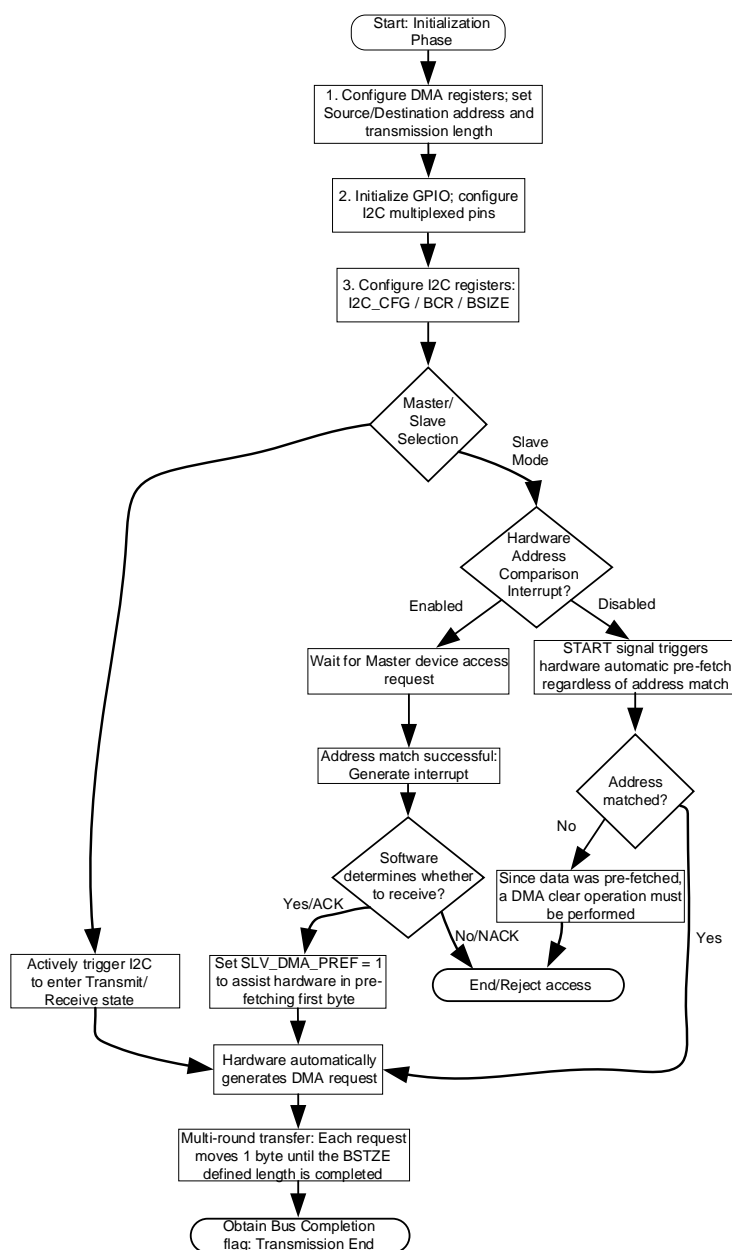 Start: Initialization
Phase
1. Configure DMA registers; set
Source/Destination address and
transmission length
2. Initialize GPIO; configure
I2C multiplexed pins
3. Configure I2C registers:
I2C_CFG / BCR / BSIZE
Master/
Slave
Selection
Slave
Mode
Hardware
Address
Comparison
Interrupt?
Enabled
Disabled
Wait for Master device access
request
START signal triggers
hardware automatic pre-fetch
regardless of address match
Address match successful:
Generate interrupt
Address
matched?
No
Software
determines whether
to receive?
Since data was pre-fetched,
a DMA clear operation must
be performed
Yes/ACK
No/NACK
Yes
Actively trigger I2C
to enter Transmit/
Receive state
Set SLV_DMA_PREF = 1
to assist hardware in pre-
fetching first byte
End/Reject access
Hardware automatically
generates DMA request
Multi-round transfer: Each request
moves 1 byte until the BSTZE
defined length is completed
Obtain Bus Completion
flag: Transmission End